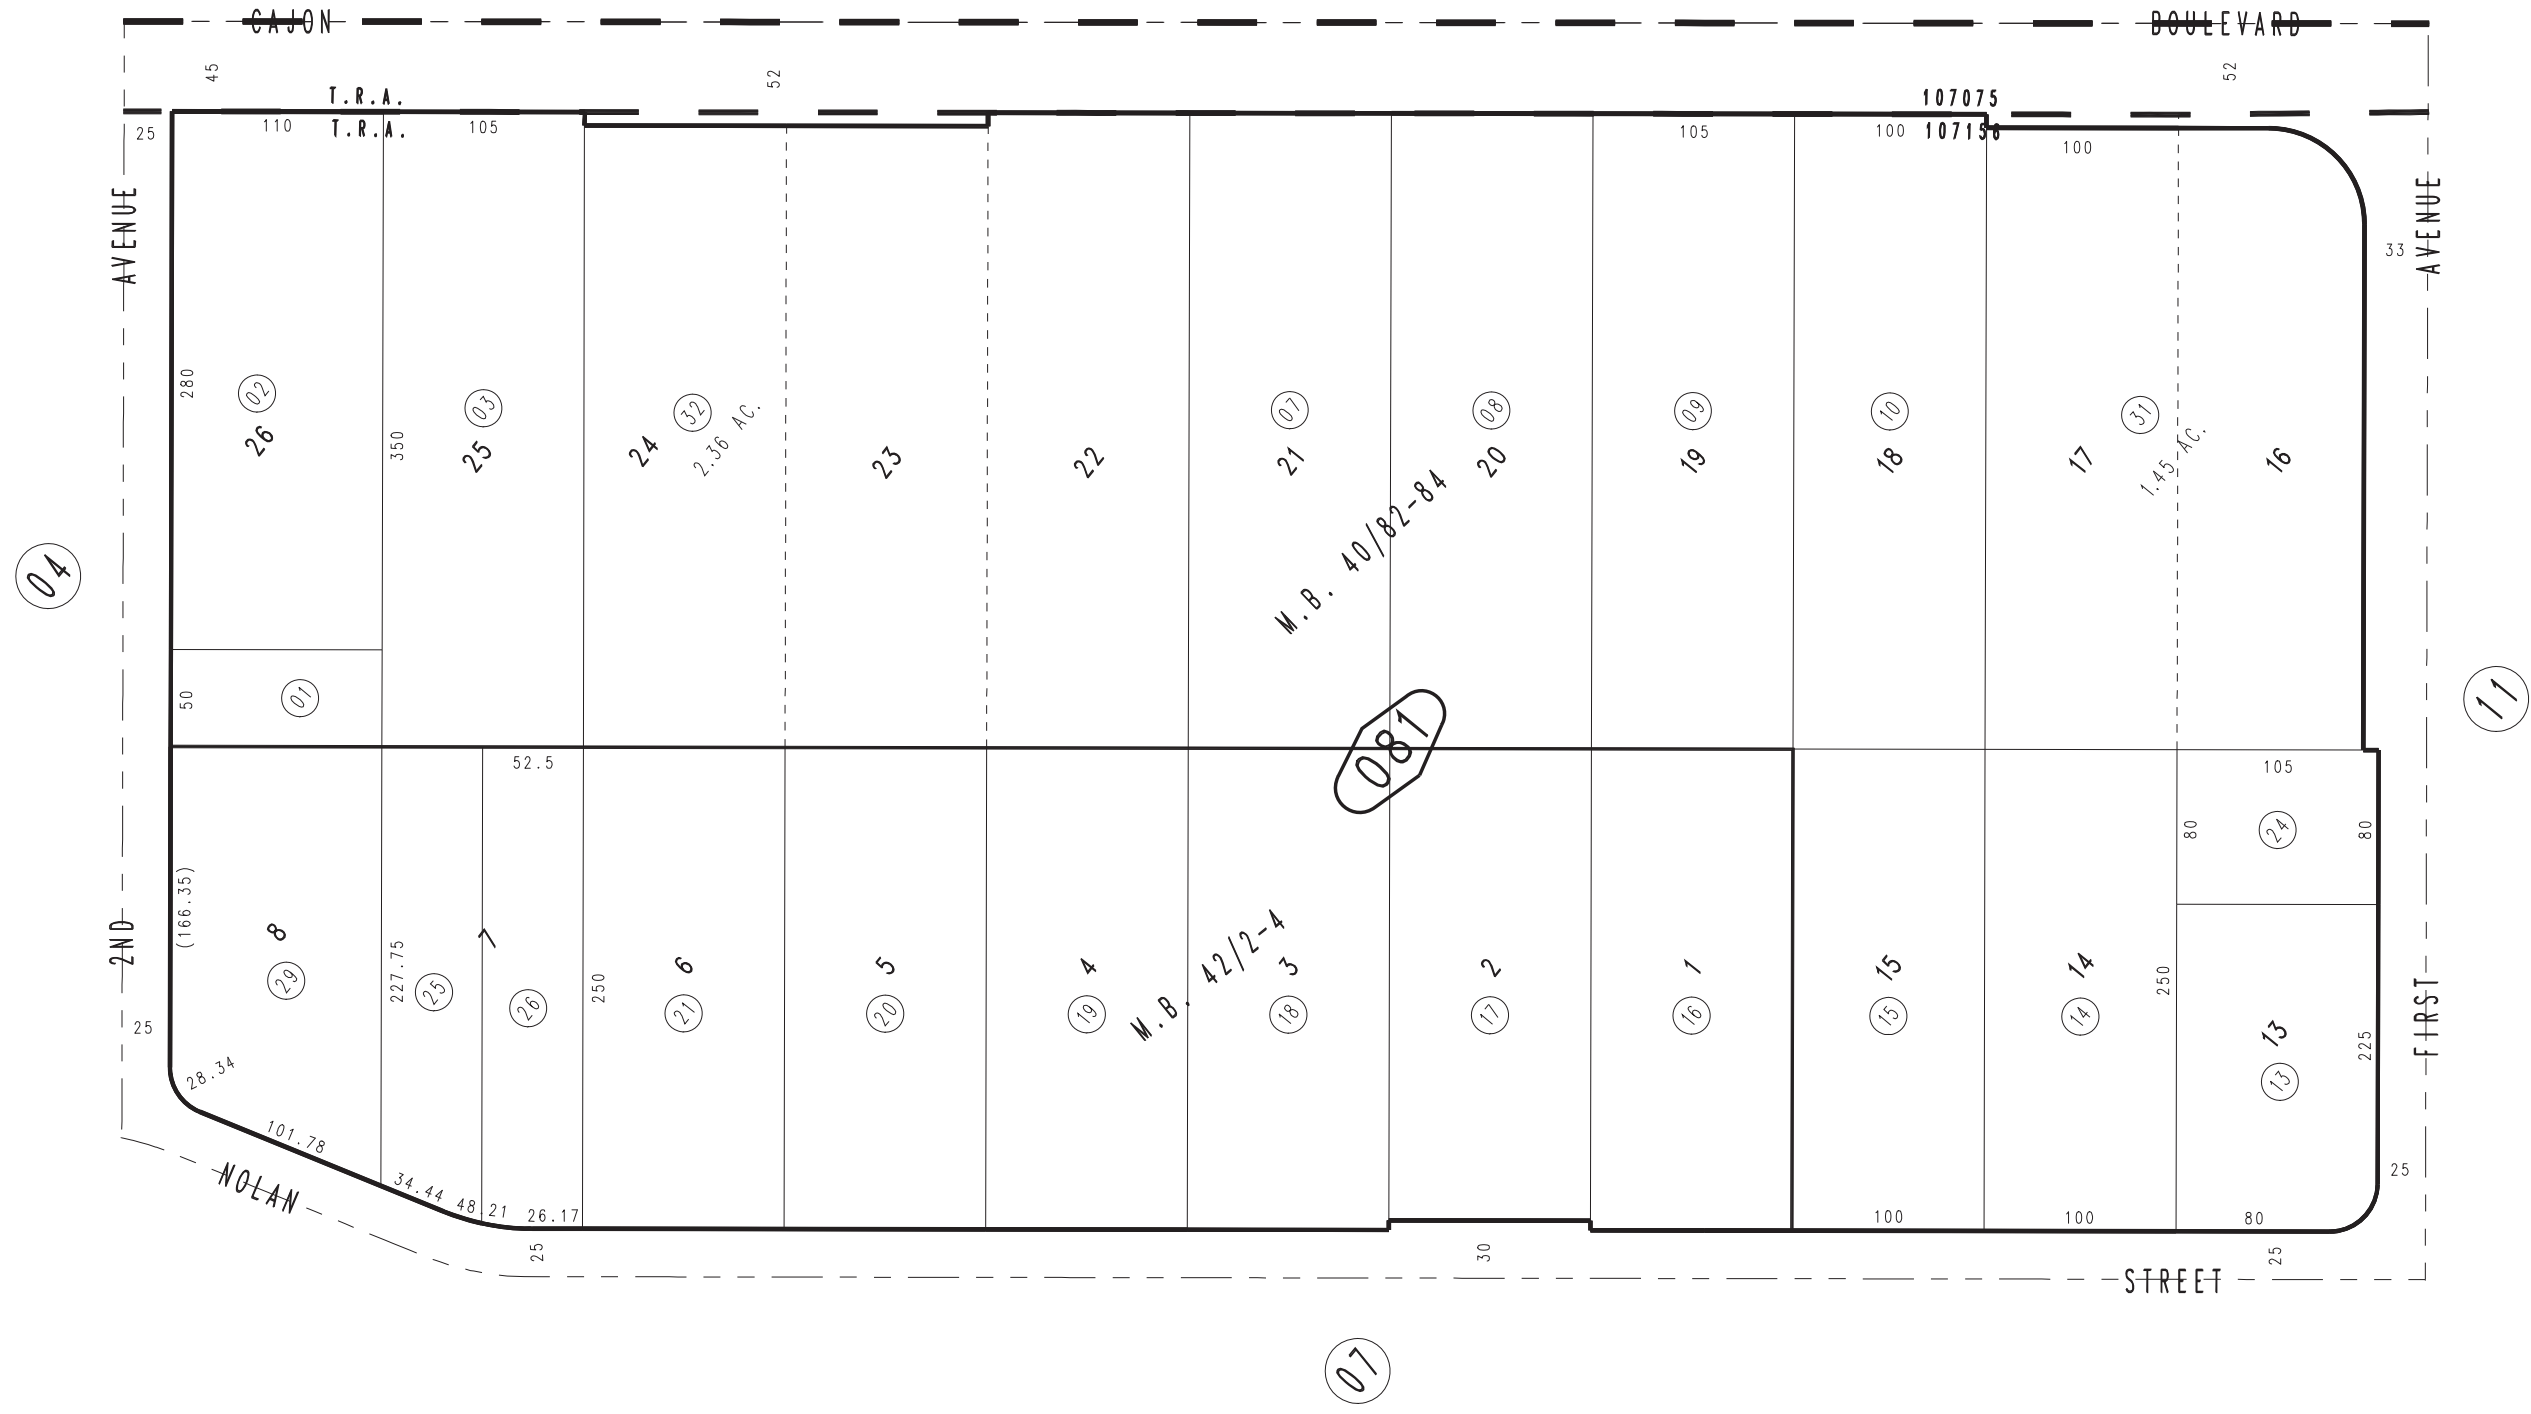 CAJON BOULEVARD
45 52 52
T.R.A. 107075
T.R.A. 107158
25 110 105 105 100 100
AVENUE AVENUE
33
280 350
02 03 32 07 08 09 10 31
26 25 24 23 22 21 20 19 18 17 16
2.36 AC. 1.45 AC.
M.B. 40/82-84
04
50 01
11
081
52.5 105
80 24 80
(166.35)
2ND
8 7 6 5 4 3 2 1 15 14 13
M.B. 42/2-4
227.75 250 250 225
29 25 26 21 20 19 18 17 16 15 14 13
FIRST
25
28.34
101.78
34.44 48.21 26.17
100 100 80
25
NOLAN STREET
25 30 25
07